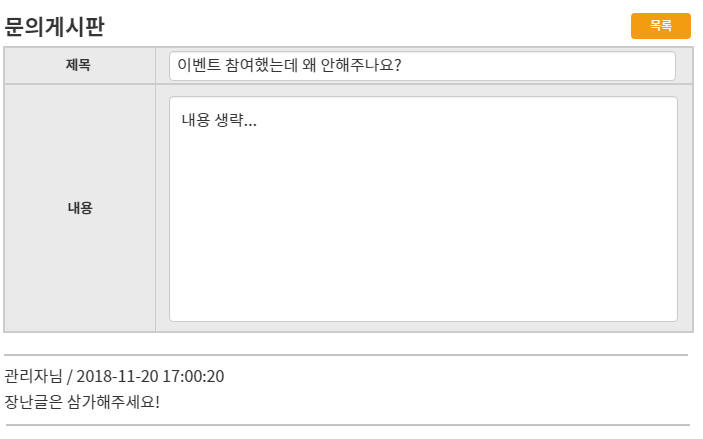 문의게시판
목록
제목
이벤트 참여했는데 왜 안해주나요?
내용
내용 생략...
관리자님 / 2018-11-20 17:00:20
장난글은 삼가해주세요!